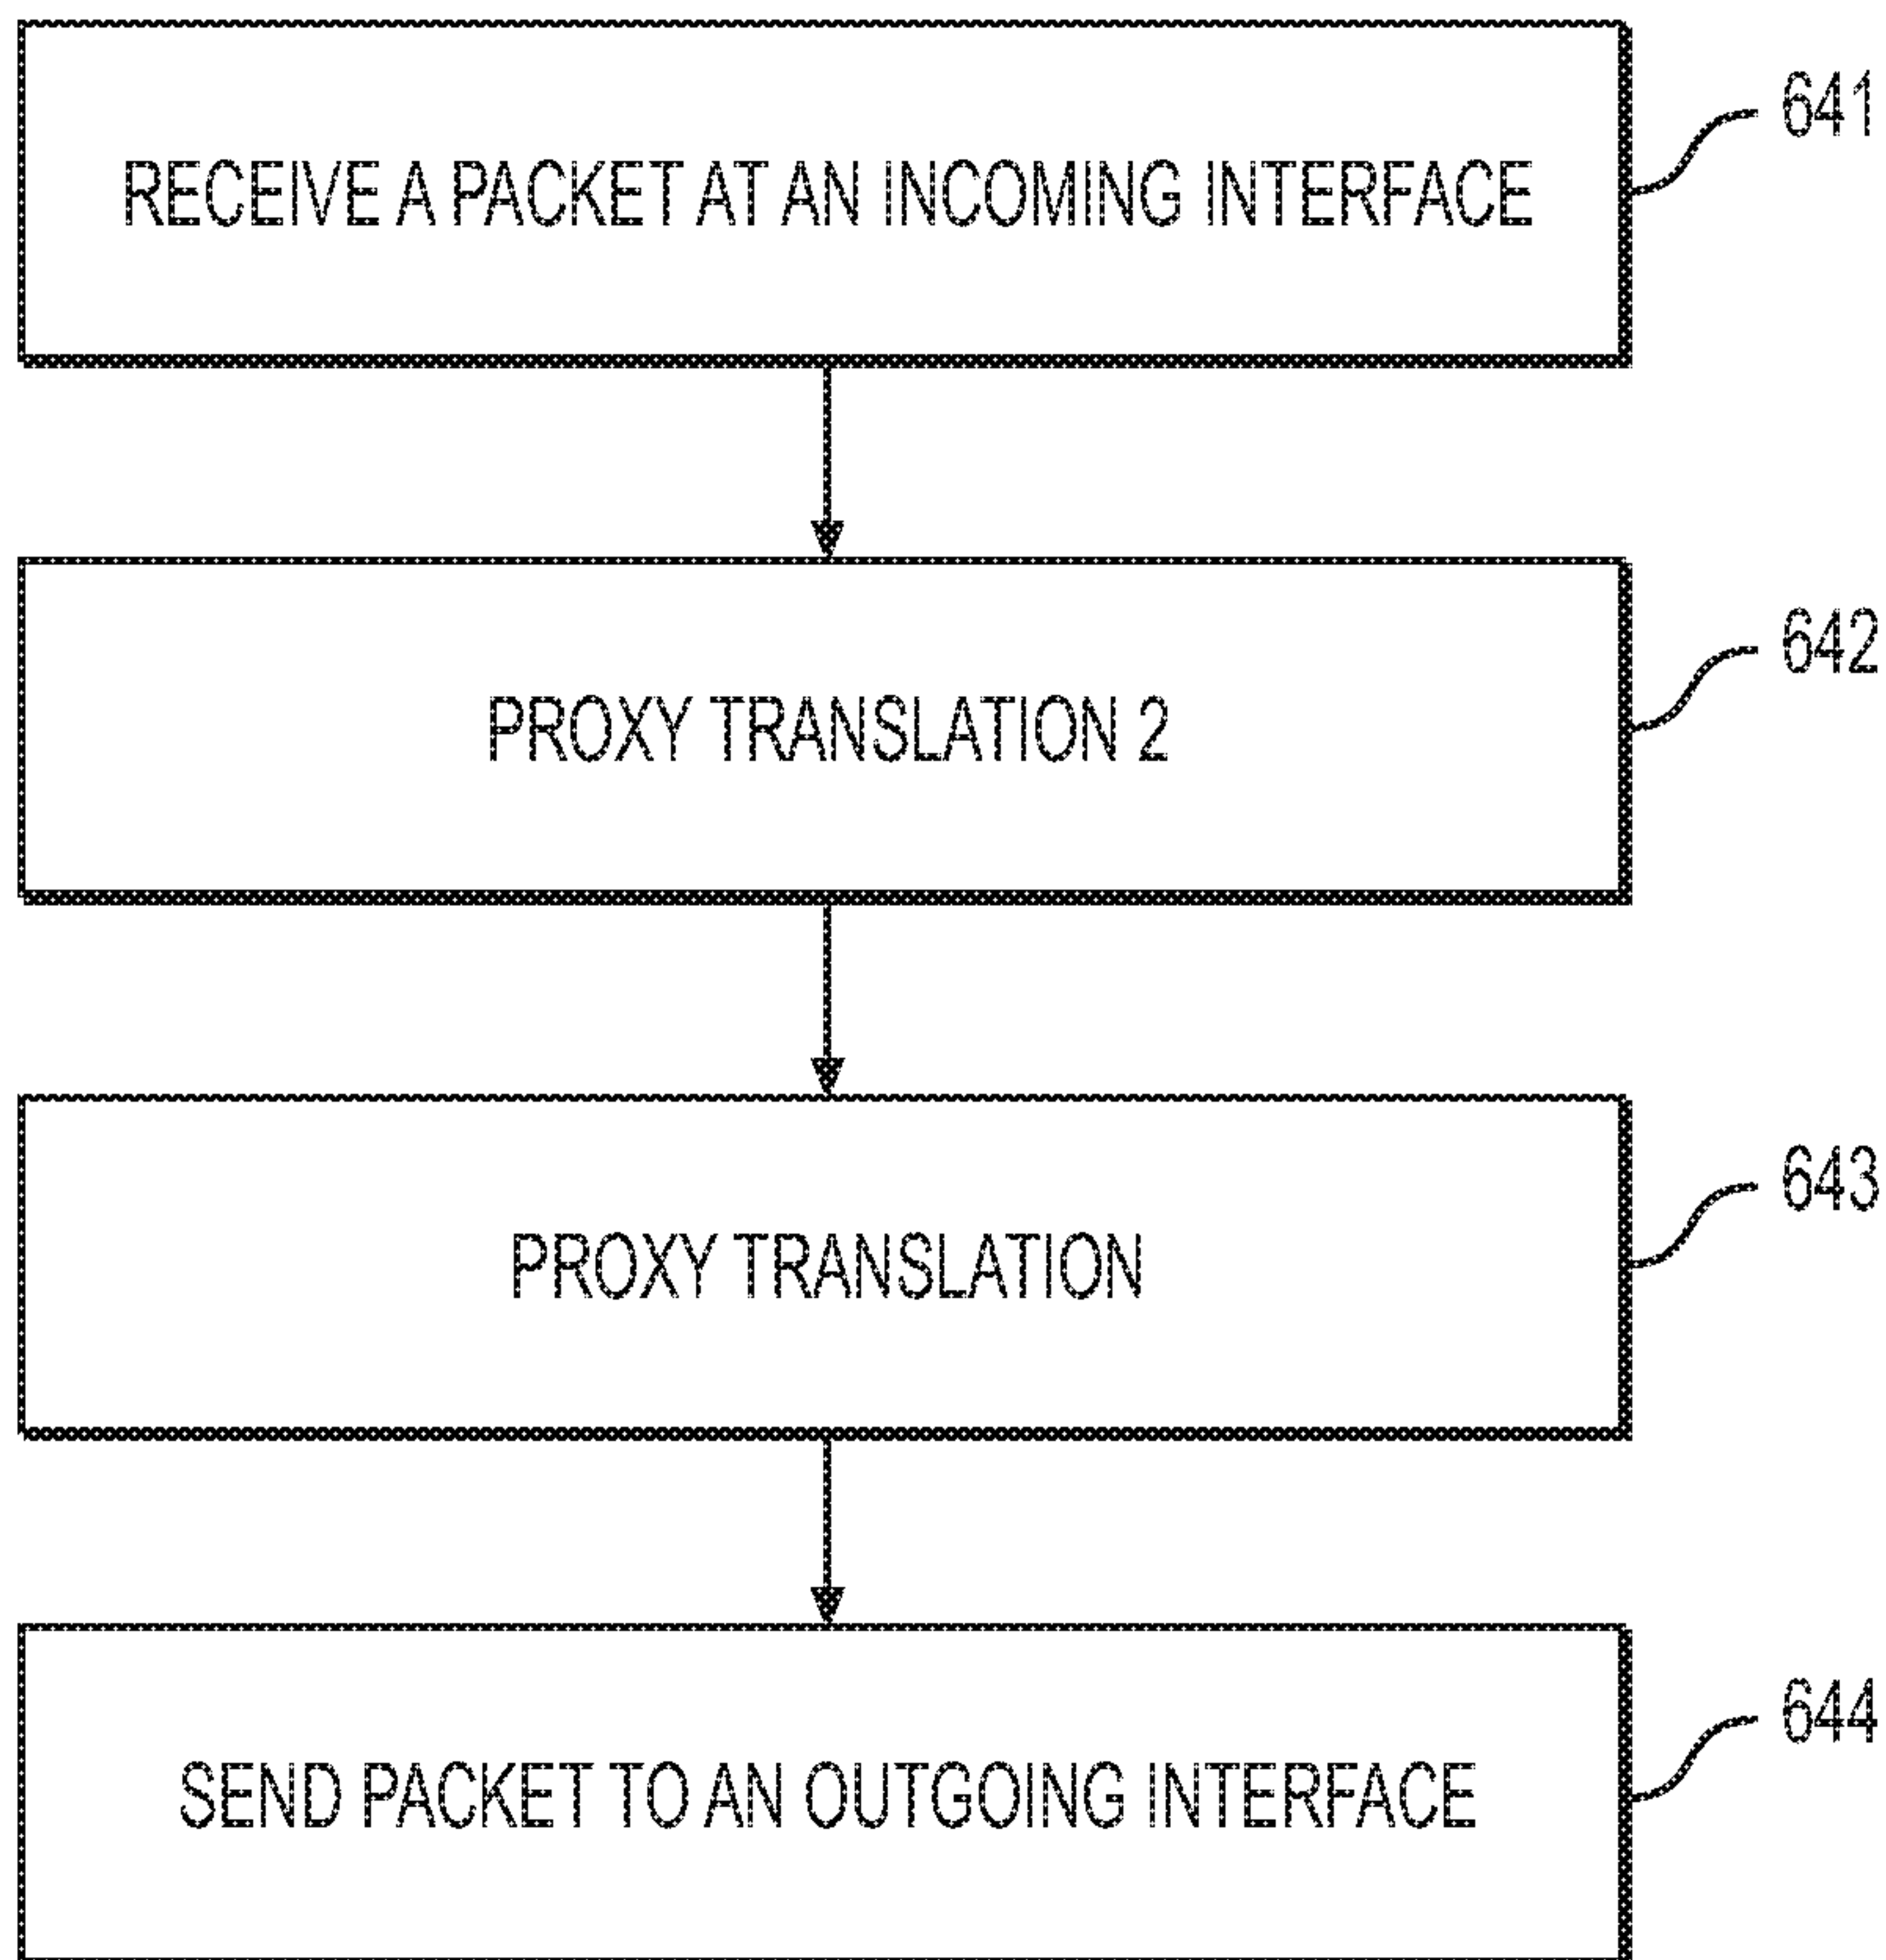 641
RECEIVE A PACKET AT AN INCOMING INTERFACE
642
PROXY TRANSLATION 2
643
PROXY TRANSLATION
644
SEND PACKET TO AN OUTGOING INTERFACE